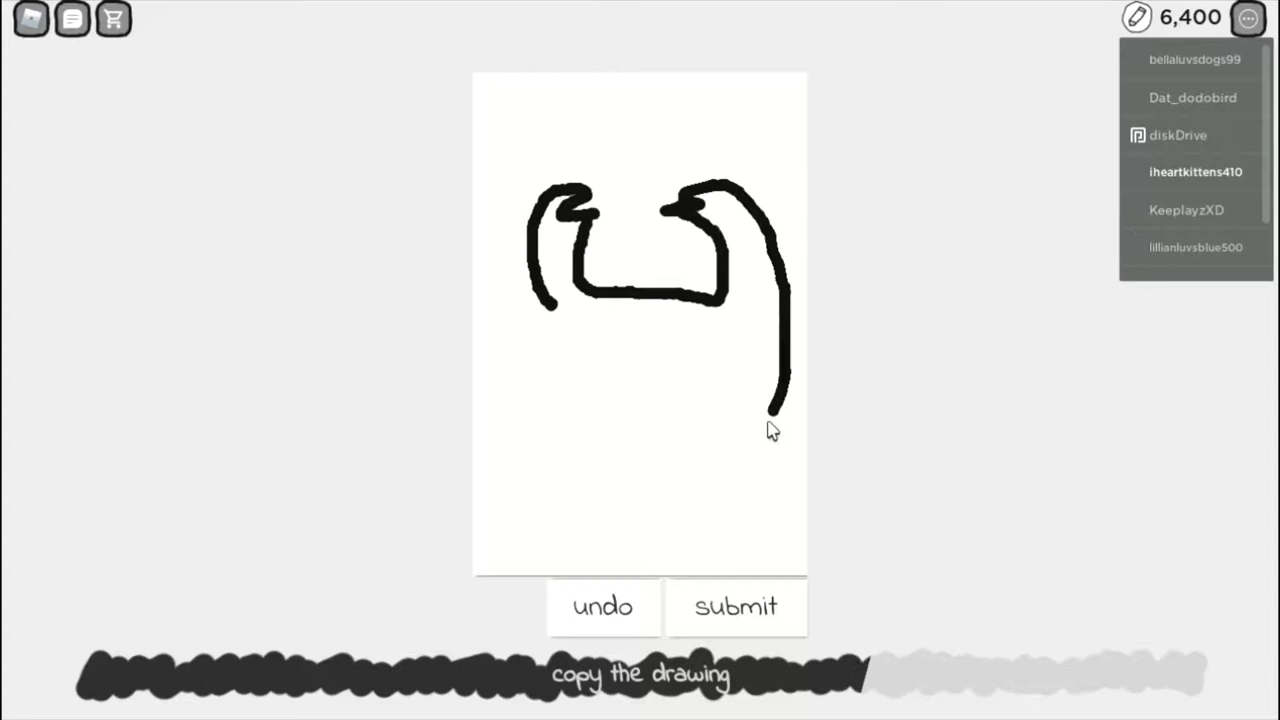 6,400
bellaluvsdogs99
Dat_dodobird
diskDrive
iheartkittens410
KeeplayzXD
lillianluvsblue500
undo
submit
copy the drawing